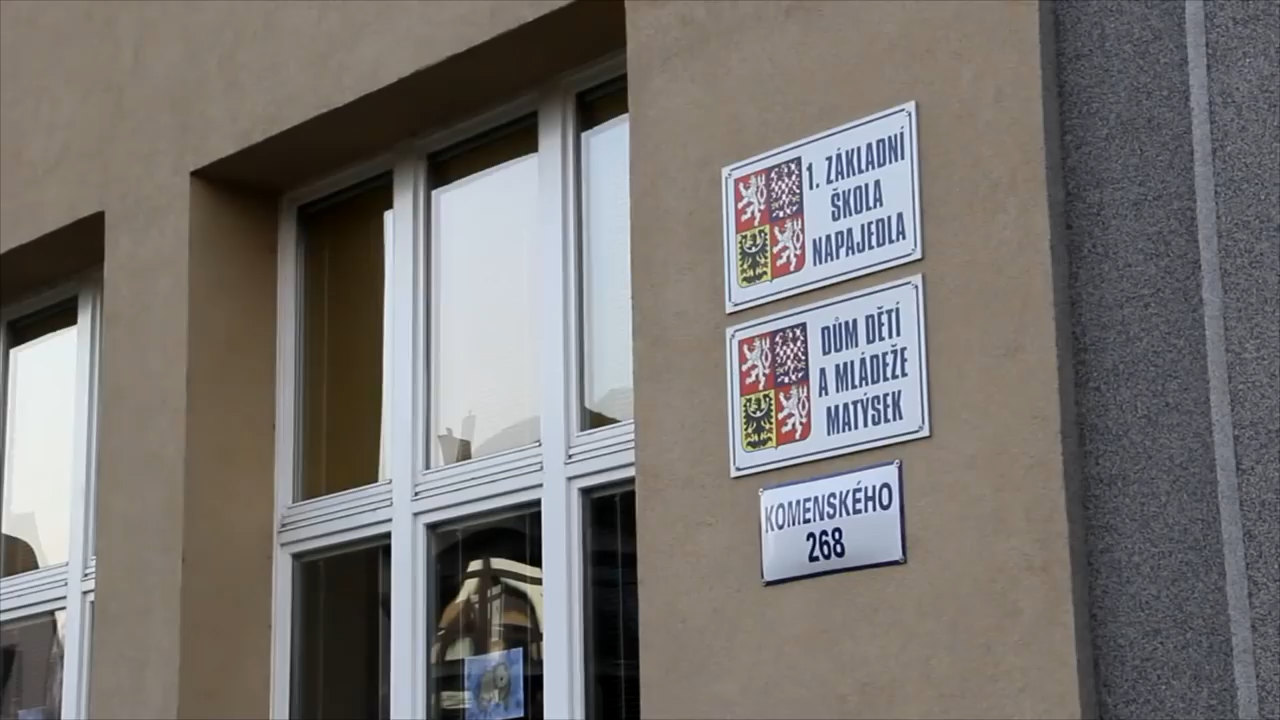 1. ZÁKLADNÍ
ŠKOLA
NAPAJEDLA
DŮM DĚTÍ
A MLÁDEŽE
MATÝSEK
KOMENSKÉHO
268